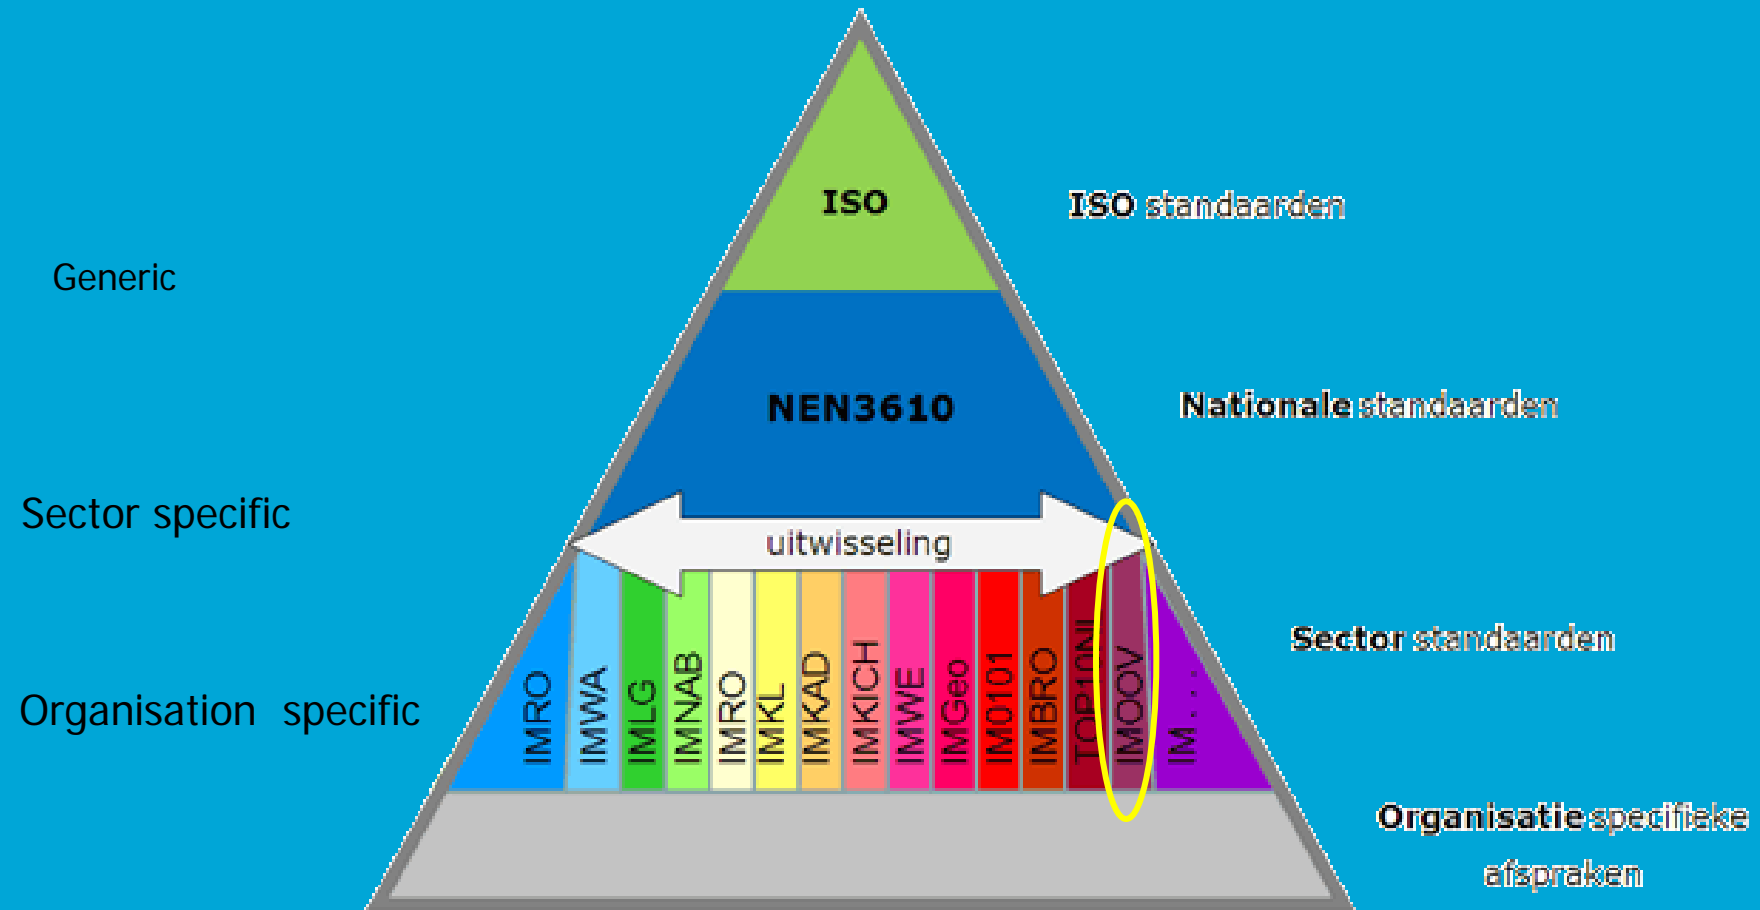 ISO
ISO standaarden
Generic
NEN3610
Nationale standaarden
Sector specific
uitwisseling
Sector standaarden
Organisation specific
IMRO
IMWA
IMLG
IMNAB
IMRO
IMKL
IMKAD
IMKICH
IMWE
IMGeo
IM0101
IMBRO
TOP10NL
IMOOV
IM....
Organisatie specifieke
afspraken